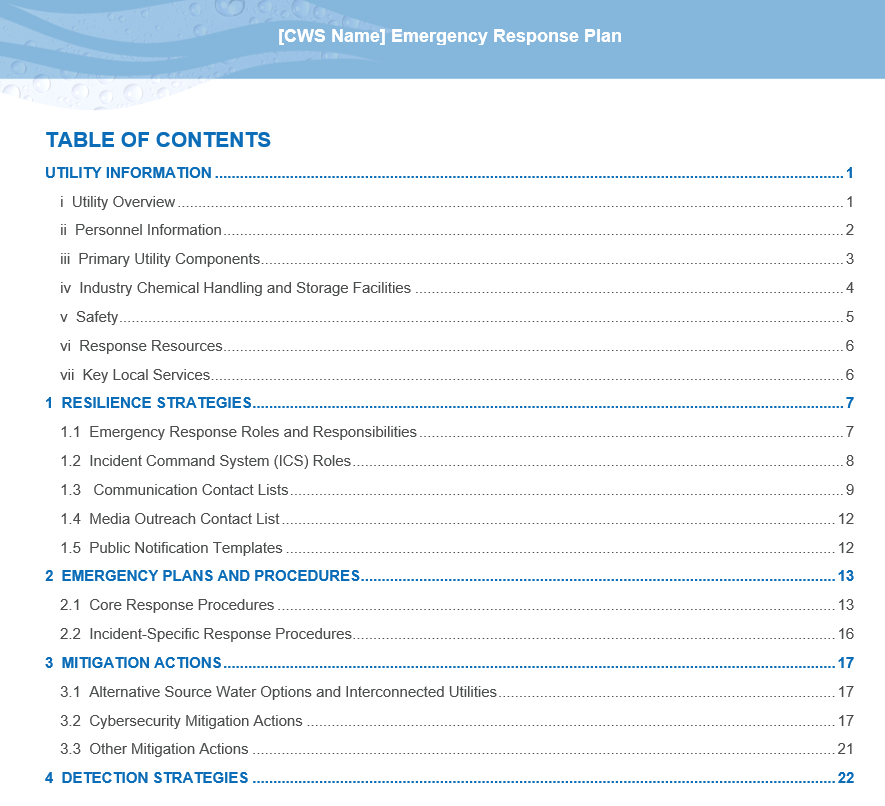 [CWS Name] Emergency Response Plan
TABLE OF CONTENTS
UTILITY INFORMATION ........................................ 1
i Utility Overview ........................................ 1
ii Personnel Information ........................................ 2
iii Primary Utility Components ........................................ 3
iv Industry Chemical Handling and Storage Facilities ........................................ 4
v Safety ........................................ 5
vi Response Resources ........................................ 6
vii Key Local Services ........................................ 6
1 RESILIENCE STRATEGIES ........................................ 7
1.1 Emergency Response Roles and Responsibilities ........................................ 7
1.2 Incident Command System (ICS) Roles ........................................ 8
1.3 Communication Contact Lists ........................................ 9
1.4 Media Outreach Contact List ........................................ 12
1.5 Public Notification Templates ........................................ 12
2 EMERGENCY PLANS AND PROCEDURES ........................................ 13
2.1 Core Response Procedures ........................................ 13
2.2 Incident-Specific Response Procedures ........................................ 16
3 MITIGATION ACTIONS ........................................ 17
3.1 Alternative Source Water Options and Interconnected Utilities ........................................ 17
3.2 Cybersecurity Mitigation Actions ........................................ 17
3.3 Other Mitigation Actions ........................................ 21
4 DETECTION STRATEGIES ........................................ 22